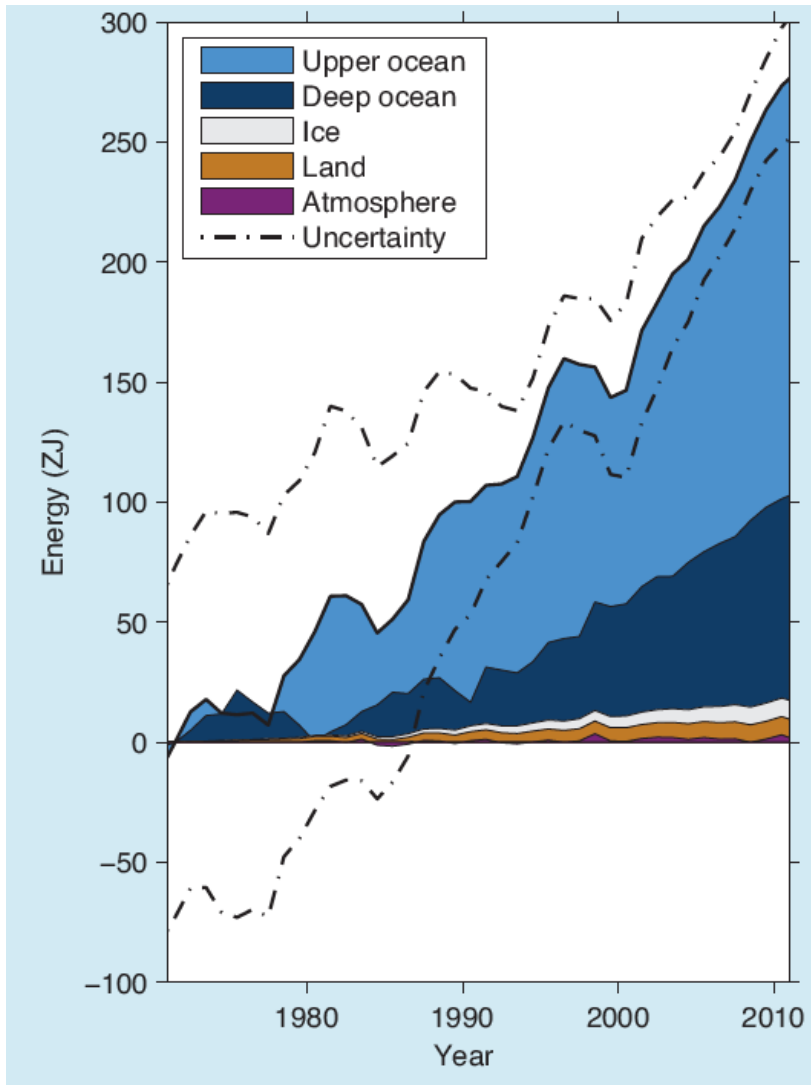 300
250
200
150
100
50
0
−50
−100
Energy (ZJ)
Upper ocean
Deep ocean
Ice
Land
Atmosphere
Uncertainty
1980
1990
2000
2010
Year